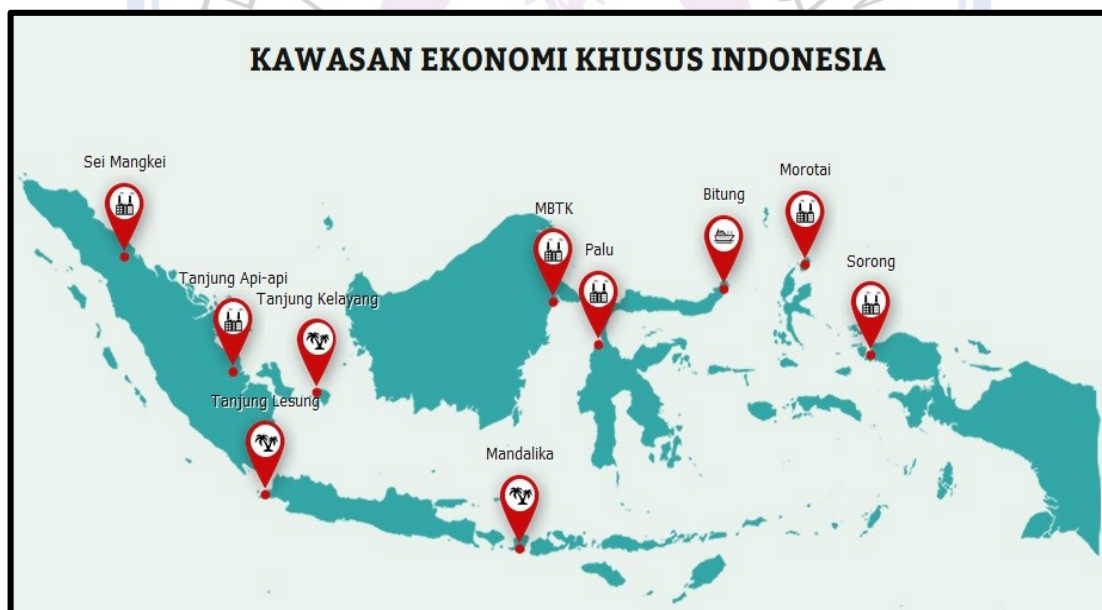 KAWASAN EKONOMI KHUSUS INDONESIA
Sei Mangkei
Morotai
Bitung
MBTK
Palu
Sorong
Tanjung Api-api
Tanjung Kelayang
Tanjung Lesung
Mandalika